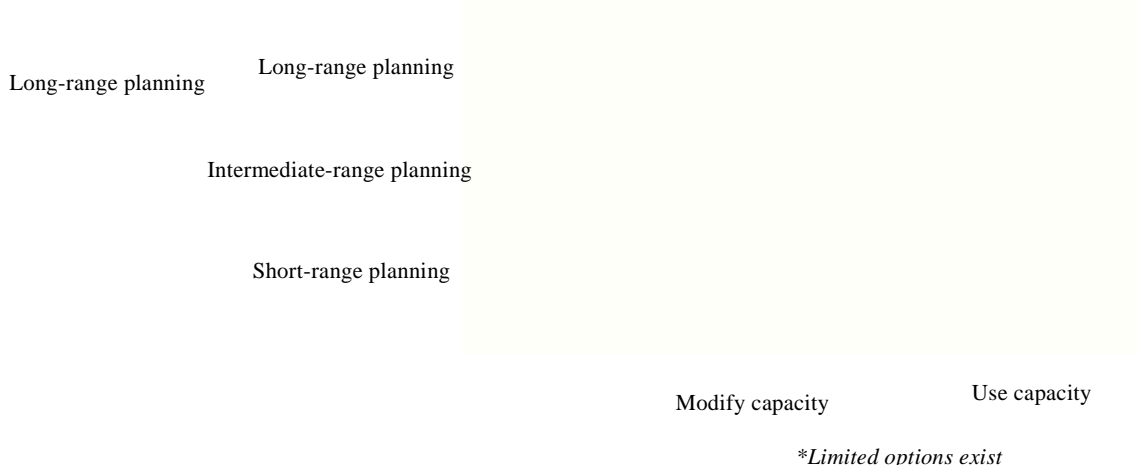 Long-range planning
Long-range planning
Intermediate-range planning
Short-range planning
Modify capacity
Use capacity
*Limited options exist